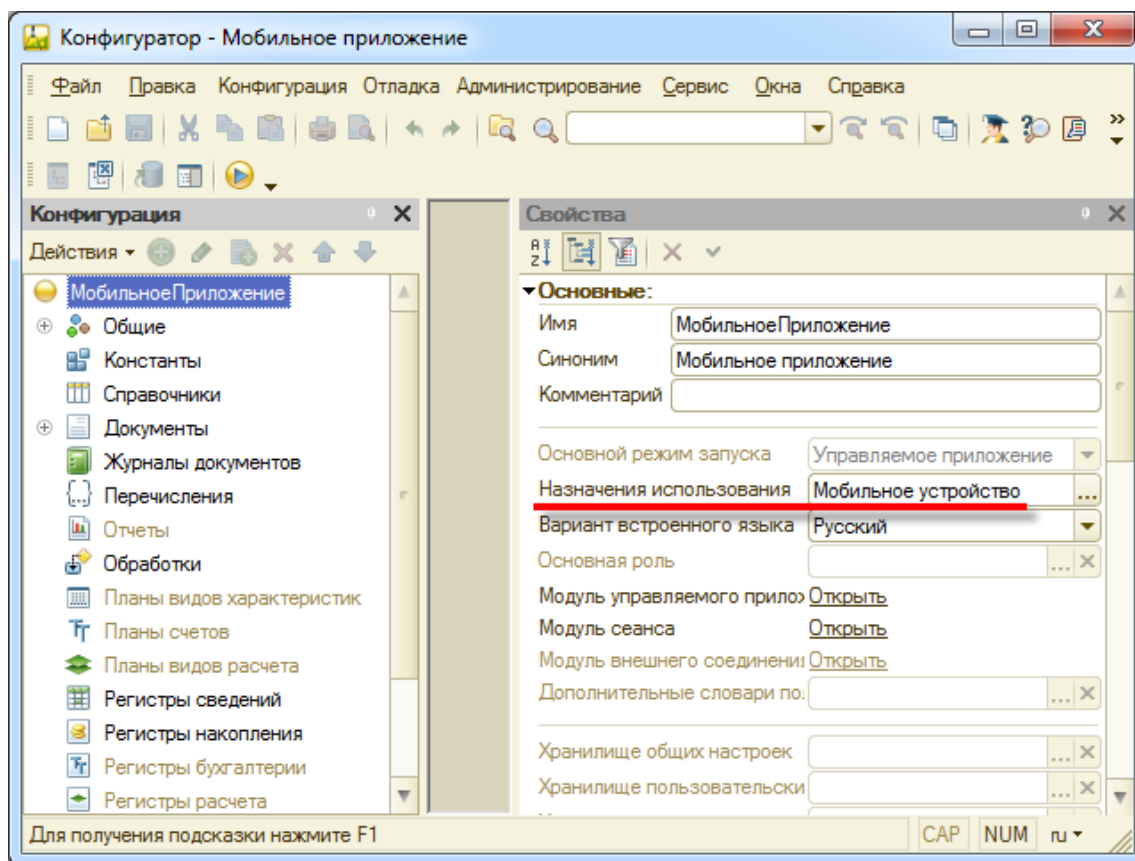 Конфигуратор - Мобильное приложение
Файл Правка Конфигурация Отладка Администрирование Сервис Окна Справка
Конфигурация
Действия
МобильноеПриложение
Общие
Константы
Справочники
Документы
Журналы документов
Перечисления
Отчеты
Обработки
Планы видов характеристик
Планы счетов
Планы видов расчета
Регистры сведений
Регистры накопления
Регистры бухгалтерии
Регистры расчета
Свойства
Основные:
Имя МобильноеПриложение
Синоним Мобильное приложение
Комментарий
Основной режим запуска Управляемое приложение
Назначения использования Мобильное устройство ...
Вариант встроенного языка Русский
Основная роль ...
Модуль управляемого прилож Открыть
Модуль сеанса Открыть
Модуль внешнего соединени Открыть
Дополнительные словари по. ...
Хранилище общих настроек ...
Хранилище пользовательски ...
Для получения подсказки нажмите F1 CAP NUM ru